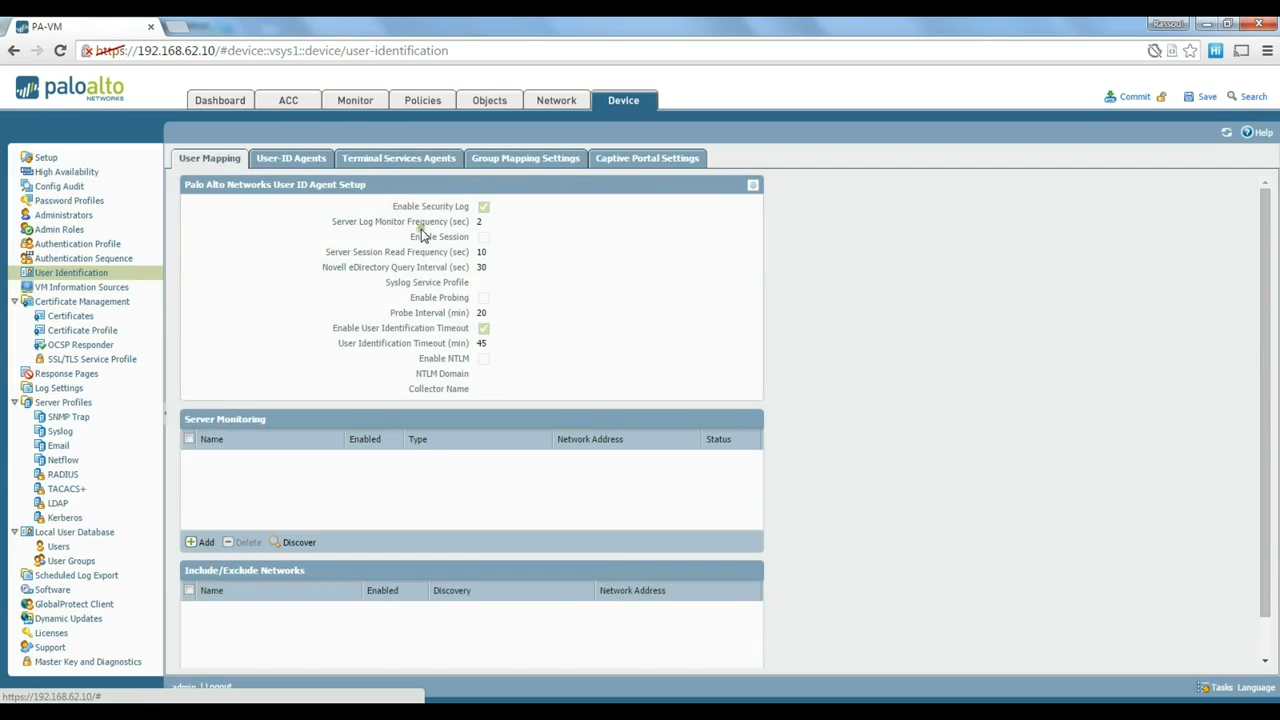 PA-VM
Rassoul
https://192.168.62.10/#device::vsys1::device/user-identification
Hi
paloalto
NETWORKS
Dashboard
ACC
Monitor
Policies
Objects
Network
Device
Commit
Save
Search
Help
Setup
High Availability
Config Audit
Password Profiles
Administrators
Admin Roles
Authentication Profile
Authentication Sequence
User Identification
VM Information Sources
Certificate Management
Certificates
Certificate Profile
OCSP Responder
SSL/TLS Service Profile
Response Pages
Log Settings
Server Profiles
SNMP Trap
Syslog
Email
Netflow
RADIUS
TACACS+
LDAP
Kerberos
Local User Database
Users
User Groups
Scheduled Log Export
Software
GlobalProtect Client
Dynamic Updates
Licenses
Support
Master Key and Diagnostics
User Mapping
User-ID Agents
Terminal Services Agents
Group Mapping Settings
Captive Portal Settings
Palo Alto Networks User ID Agent Setup
Enable Security Log
Server Log Monitor Frequency (sec) 2
Enable Session
Server Session Read Frequency (sec) 10
Novell eDirectory Query Interval (sec) 30
Syslog Service Profile
Enable Probing
Probe Interval (min) 20
Enable User Identification Timeout
User Identification Timeout (min) 45
Enable NTLM
NTLM Domain
Collector Name
Server Monitoring
Name Enabled Type Network Address Status
Add Delete Discover
Include/Exclude Networks
Name Enabled Discovery Network Address
admin Logout
Tasks Language
https://192.168.62.10/#